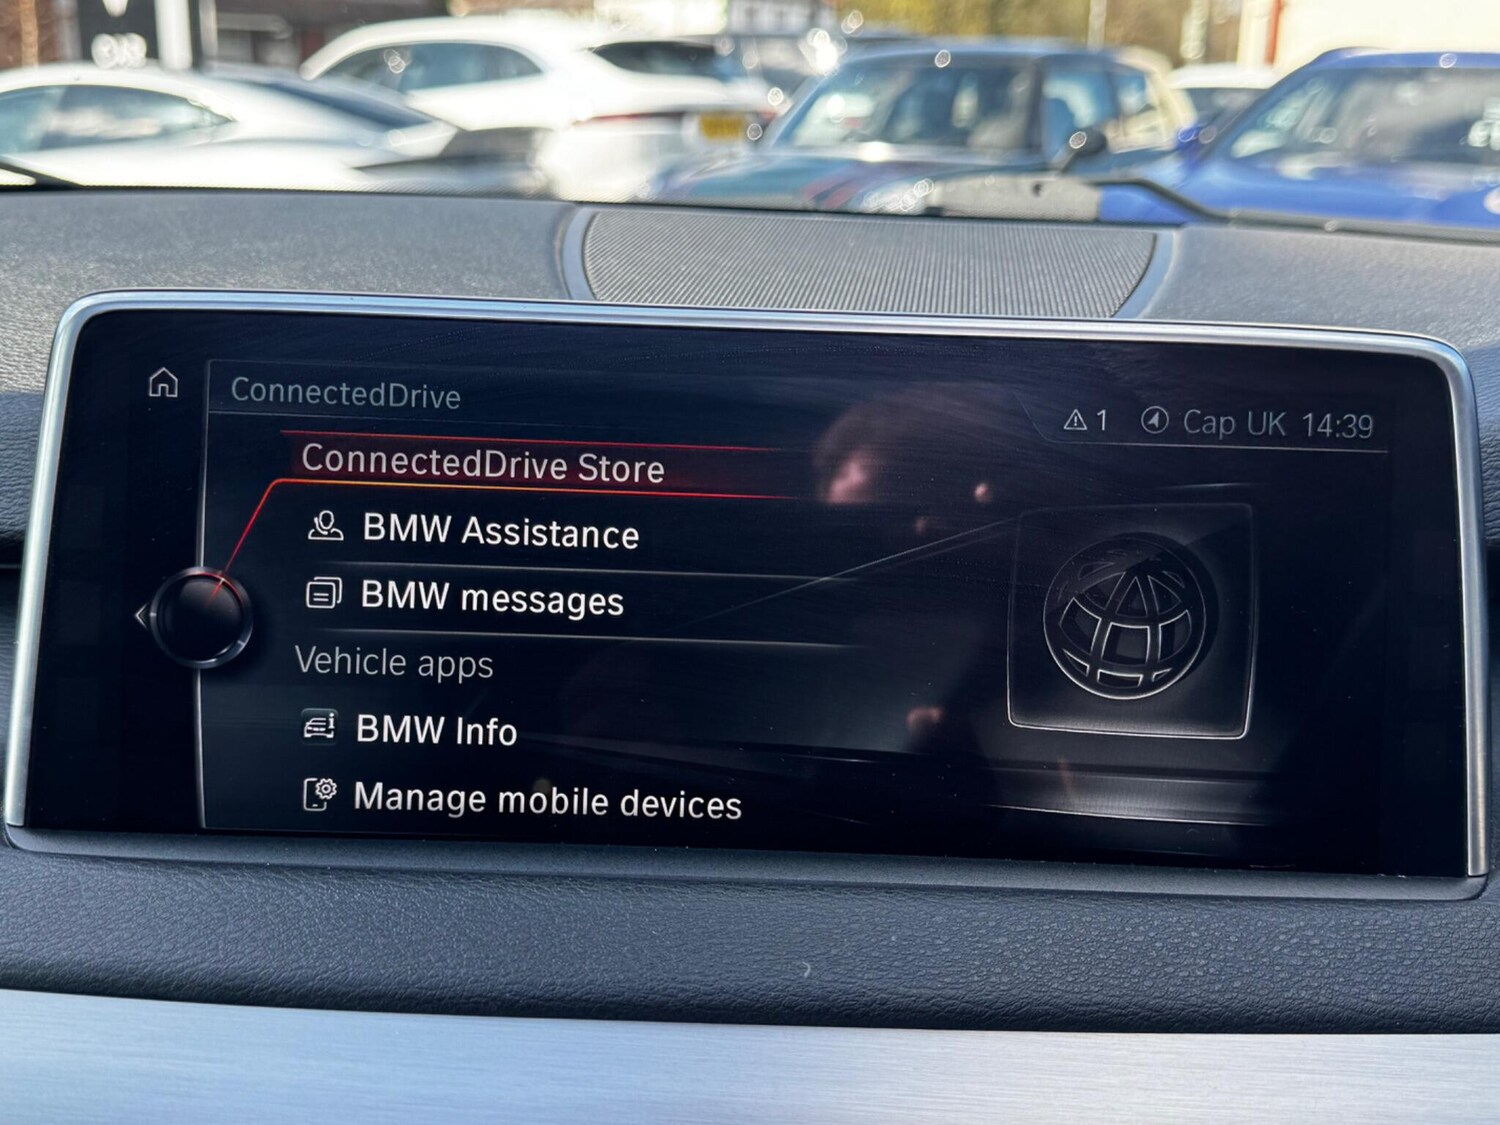 ConnectedDrive
1 Cap UK 14:39
ConnectedDrive Store
BMW Assistance
BMW messages
Vehicle apps
BMW Info
Manage mobile devices